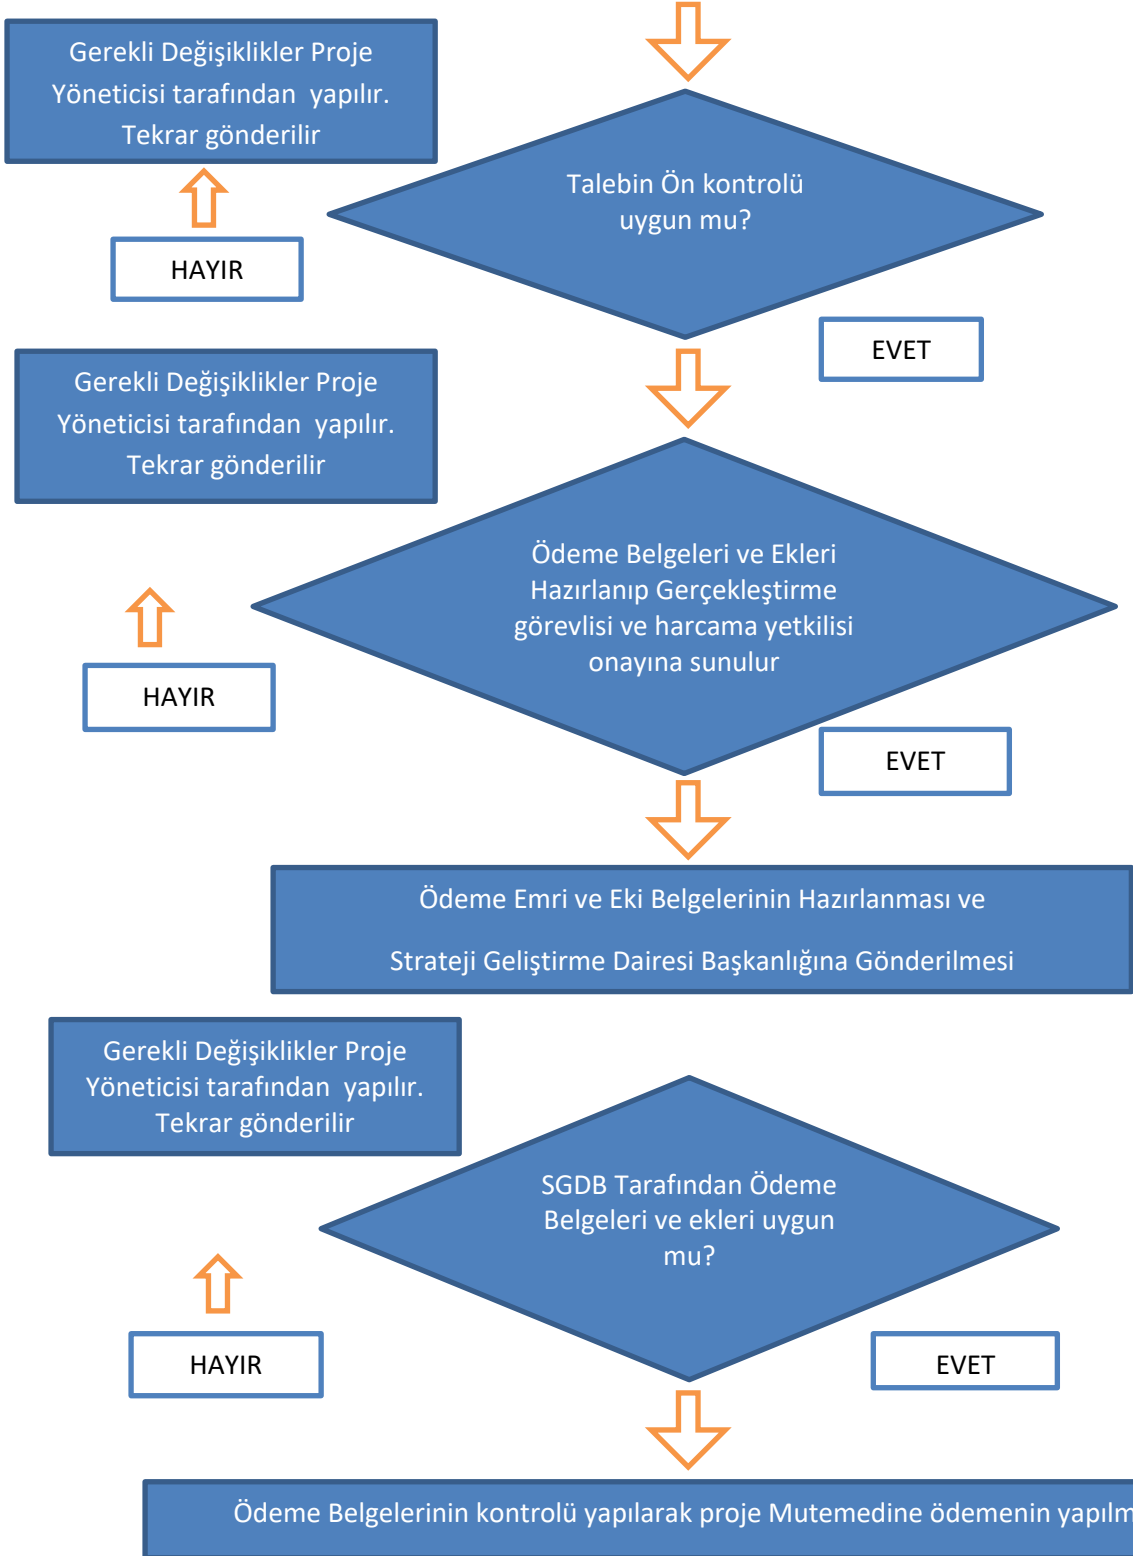 Gerekli Değişiklikler Proje
Yöneticisi tarafından  yapılır.
Tekrar gönderilir
Talebin Ön kontrolü
uygun mu?
HAYIR
EVET
Gerekli Değişiklikler Proje
Yöneticisi tarafından  yapılır.
Tekrar gönderilir
Ödeme Belgeleri ve Ekleri
Hazırlanıp Gerçekleştirme
görevlisi ve harcama yetkilisi
onayına sunulur
HAYIR
EVET
Ödeme Emri ve Eki Belgelerinin Hazırlanması ve
Strateji Geliştirme Dairesi Başkanlığına Gönderilmesi
Gerekli Değişiklikler Proje
Yöneticisi tarafından  yapılır.
Tekrar gönderilir
SGDB Tarafından Ödeme
Belgeleri ve ekleri uygun
mu?
HAYIR
EVET
Ödeme Belgelerinin kontrolü yapılarak proje Mutemedine ödemenin